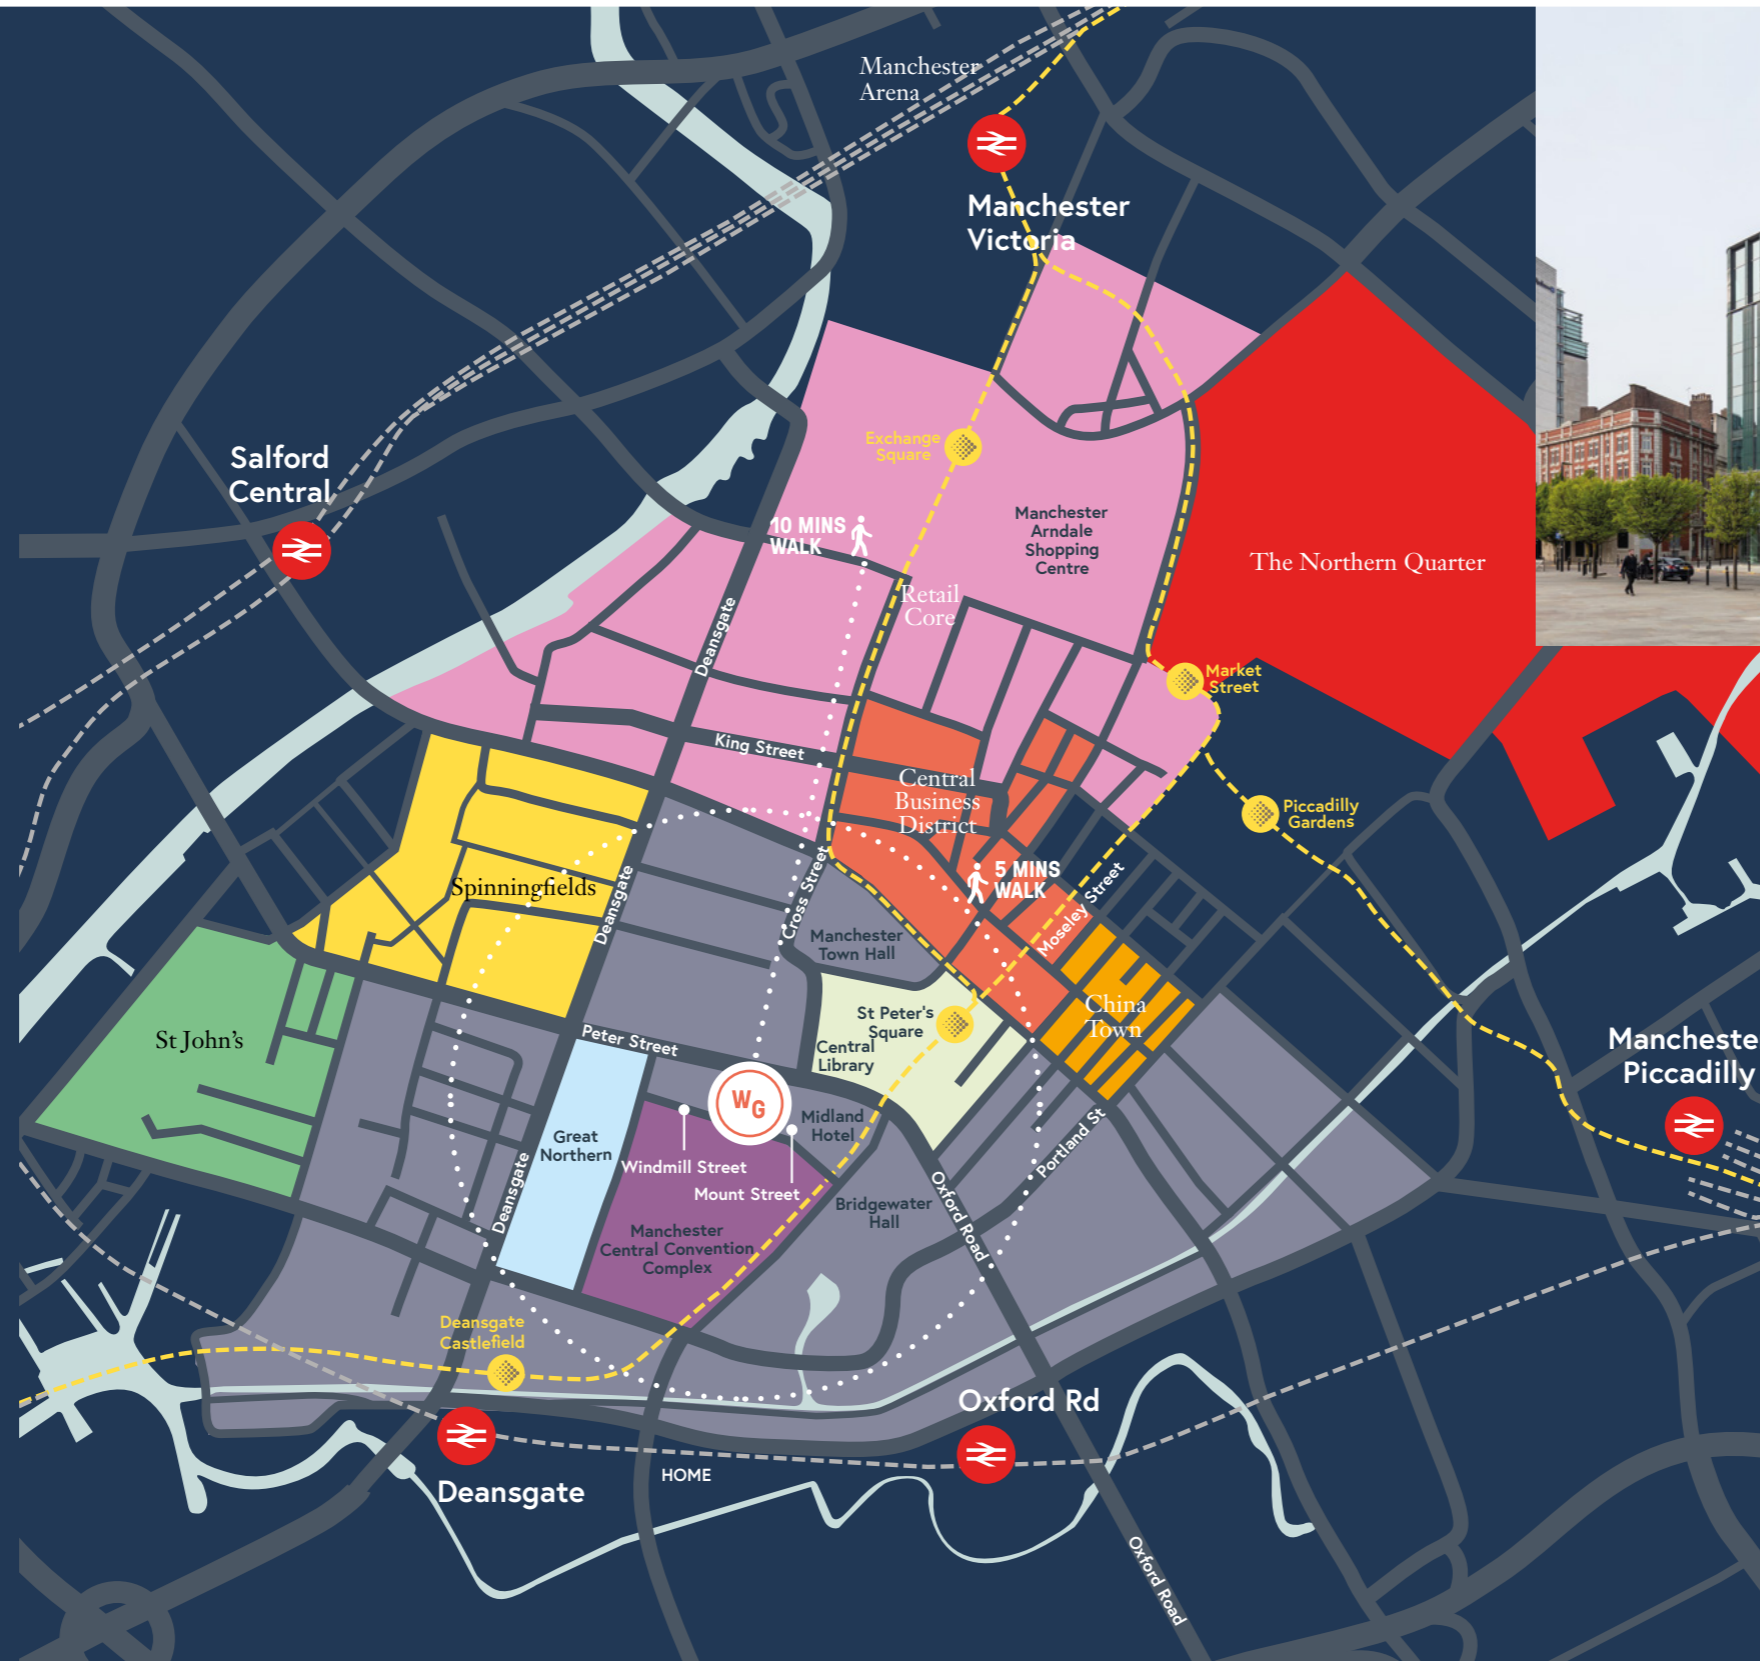 Manchester
Arena
Manchester
Victoria
Salford
Central
Exchange
Square
10 MINS
WALK
Manchester
Arndale
Shopping
Centre
The Northern Quarter
Retail
Core
Deansgate
Market
Street
King Street
Central
Business
District
Piccadilly
Gardens
5 MINS
WALK
Spinningfields
Deansgate
Cross Street
Moseley Street
Manchester
Town Hall
St John's
St Peter's
Square
China
Town
Central
Library
Peter Street
Mancheste
Piccadilly
WG
Midland
Hotel
Great
Northern
Windmill Street
Mount Street
Portland St
Deansgate
Bridgewater
Hall
Oxford Road
Manchester
Central Convention
Complex
Deansgate
Castlefield
Oxford Rd
HOME
Deansgate
Oxford Road